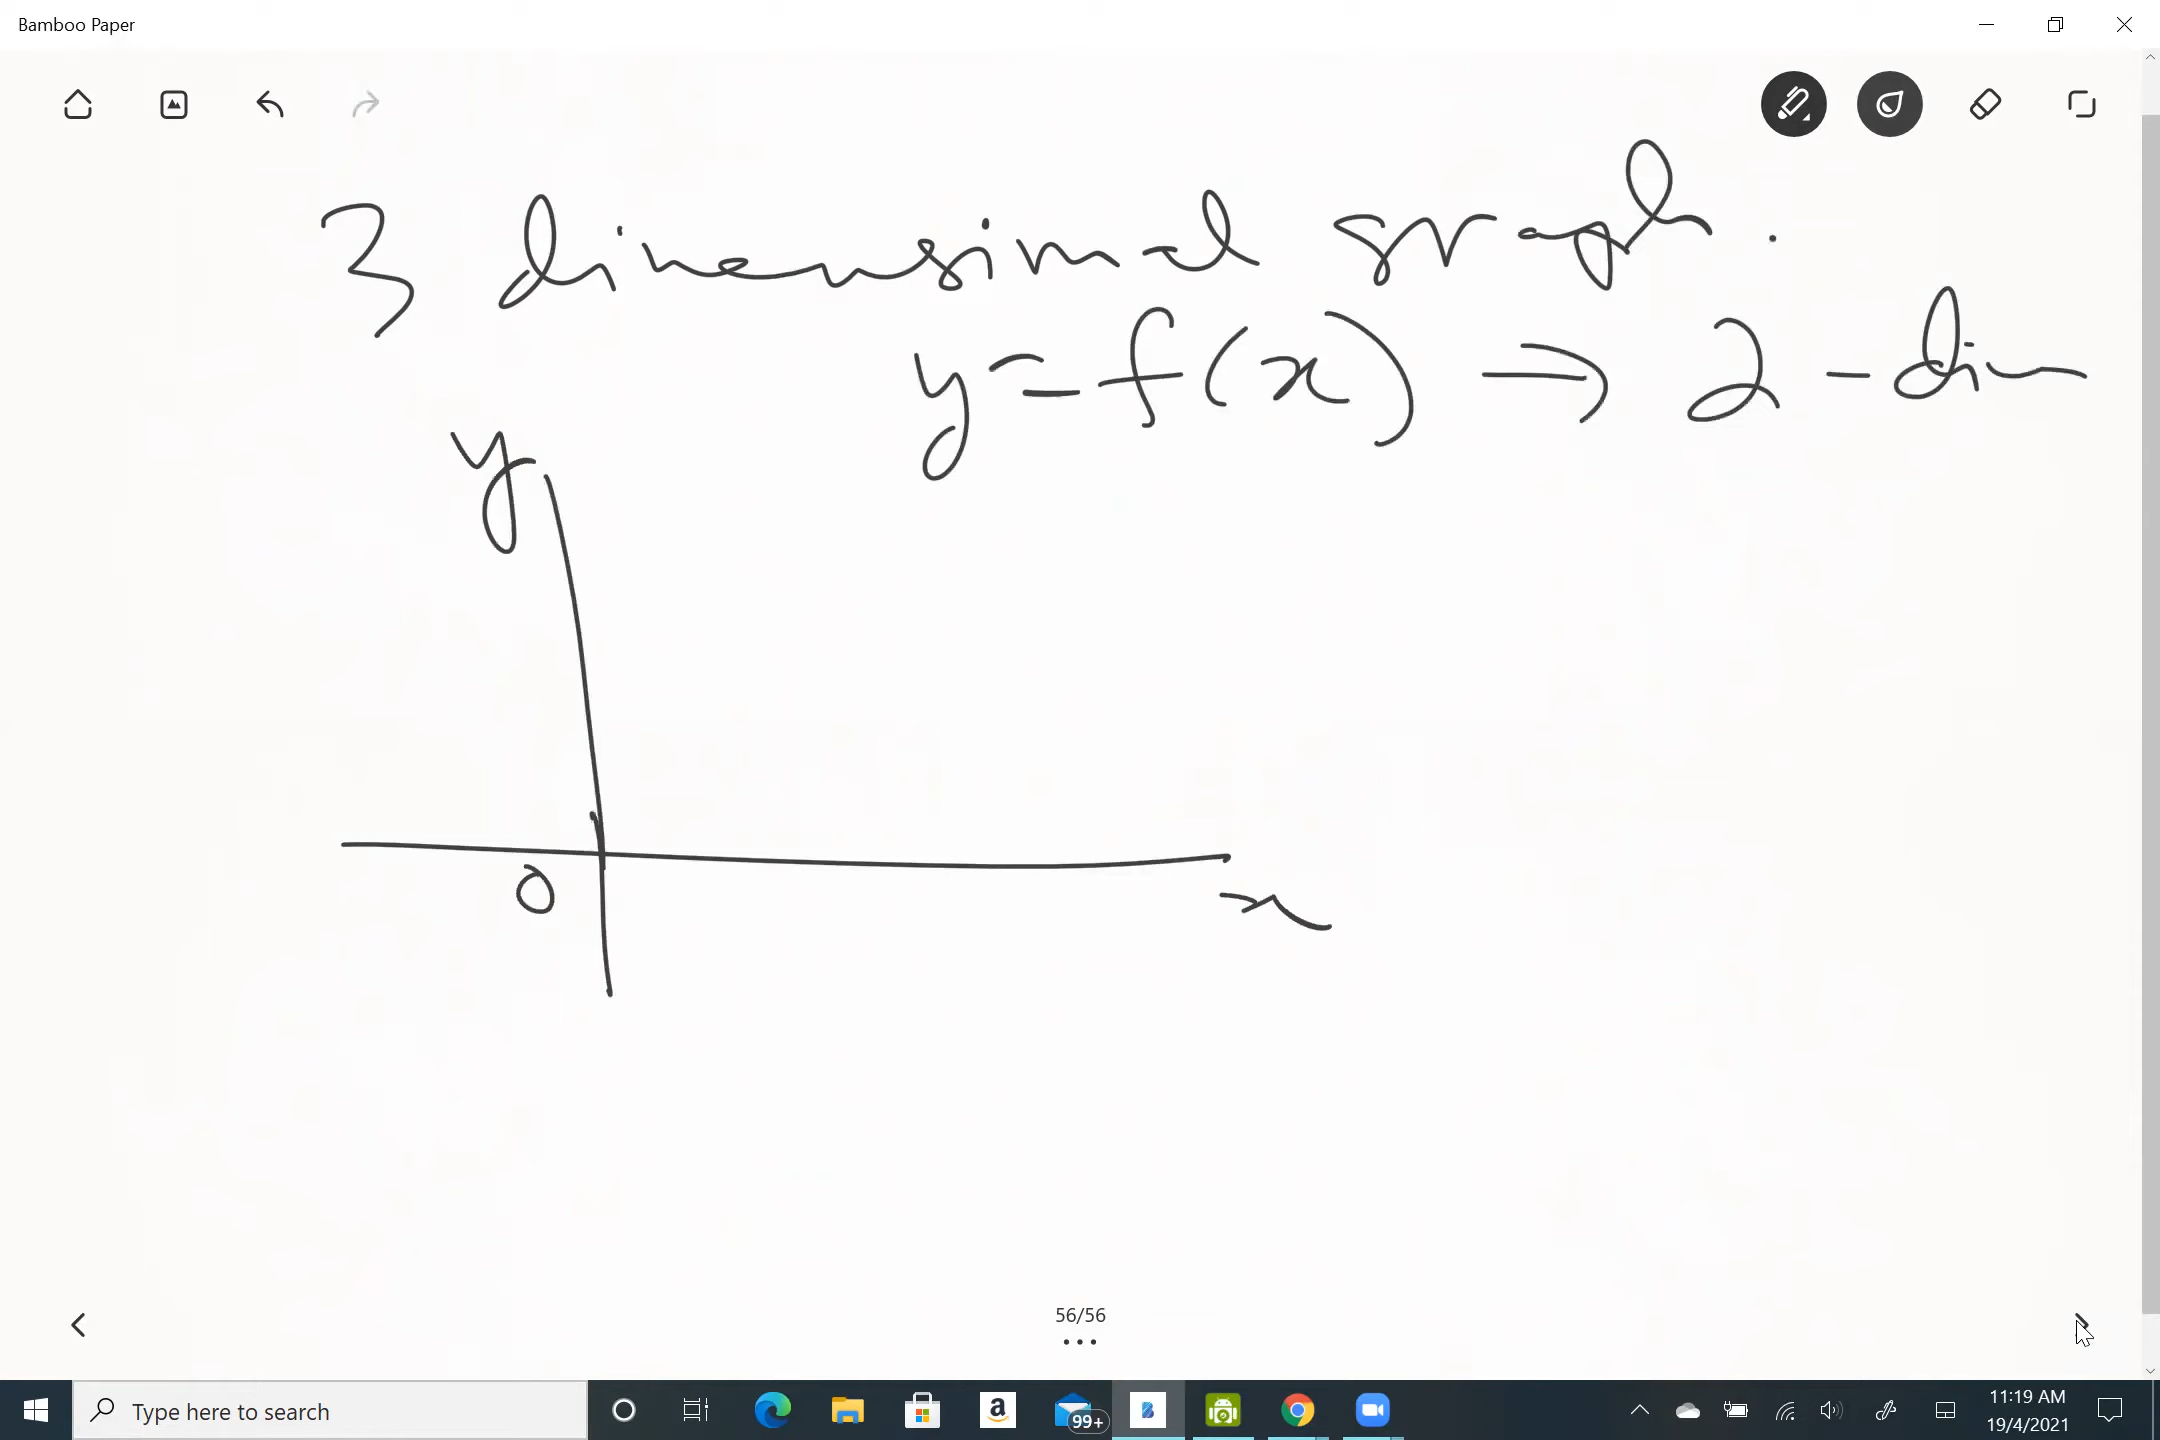 Bamboo Paper
3 dimensional graph.
y = f(x) → 2 - dim
y
0
x
56/56
Type here to search
99+
11:19 AM
19/4/2021